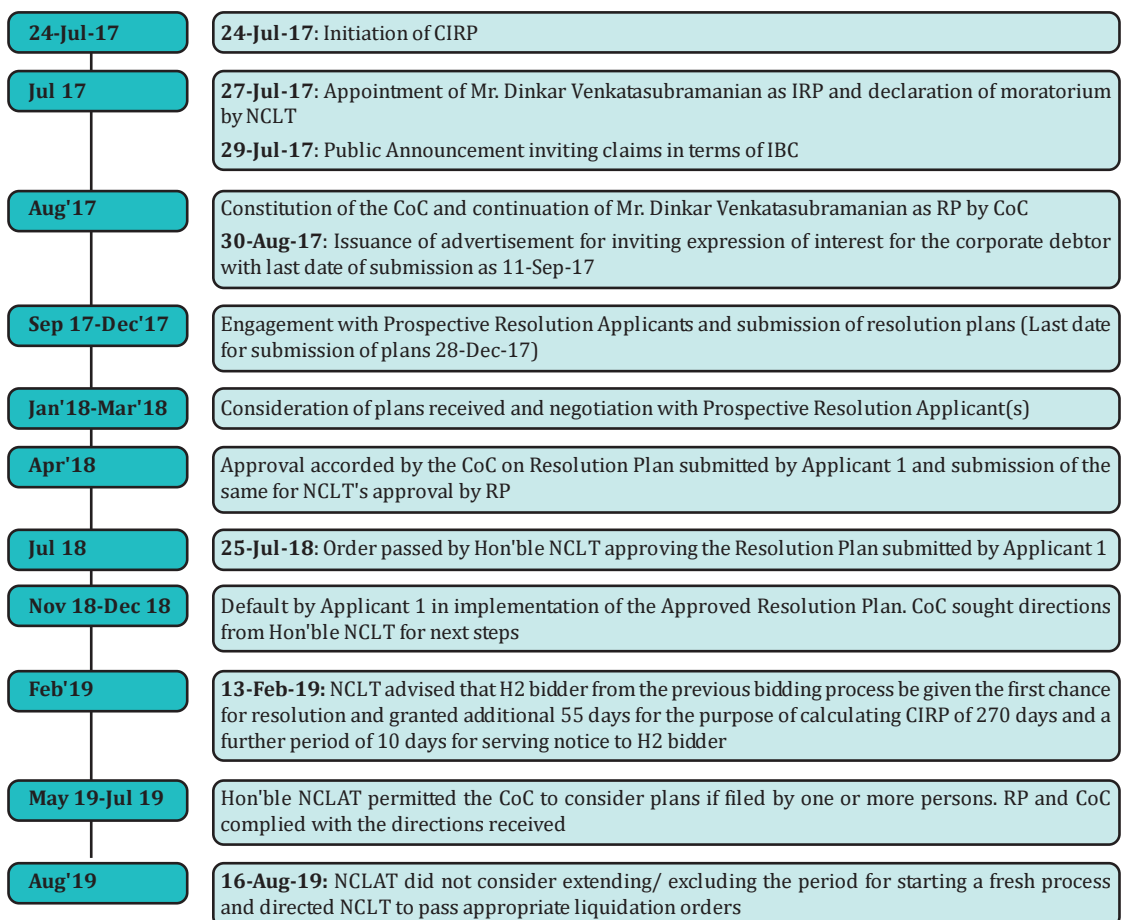 24-Jul-17
24-Jul-17: Initiation of CIRP
Jul 17
27-Jul-17: Appointment of Mr. Dinkar Venkatasubramanian as IRP and declaration of moratorium
by NCLT
29-Jul-17: Public Announcement inviting claims in terms of IBC
Aug'17
Constitution of the CoC and continuation of Mr. Dinkar Venkatasubramanian as RP by CoC
30-Aug-17: Issuance of advertisement for inviting expression of interest for the corporate debtor
with last date of submission as 11-Sep-17
Sep 17-Dec'17
Engagement with Prospective Resolution Applicants and submission of resolution plans (Last date
for submission of plans 28-Dec-17)
Jan'18-Mar'18
Consideration of plans received and negotiation with Prospective Resolution Applicant(s)
Apr'18
Approval accorded by the CoC on Resolution Plan submitted by Applicant 1 and submission of the
same for NCLT's approval by RP
Jul 18
25-Jul-18: Order passed by Hon'ble NCLT approving the Resolution Plan submitted by Applicant 1
Nov 18-Dec 18
Default by Applicant 1 in implementation of the Approved Resolution Plan. CoC sought directions
from Hon'ble NCLT for next steps
Feb'19
13-Feb-19: NCLT advised that H2 bidder from the previous bidding process be given the first chance
for resolution and granted additional 55 days for the purpose of calculating CIRP of 270 days and a
further period of 10 days for serving notice to H2 bidder
May 19-Jul 19
Hon'ble NCLAT permitted the CoC to consider plans if filed by one or more persons. RP and CoC
complied with the directions received
Aug'19
16-Aug-19: NCLAT did not consider extending/ excluding the period for starting a fresh process
and directed NCLT to pass appropriate liquidation orders